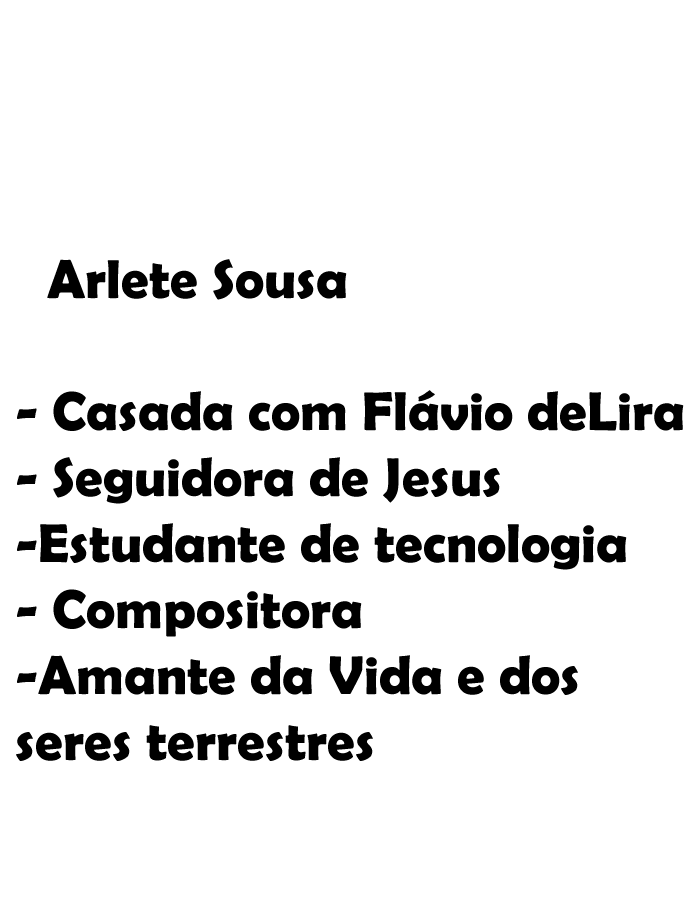 Arlete Sousa
- Casada com Flávio deLira
- Seguidora de Jesus
-Estudante de tecnologia
- Compositora
-Amante da Vida e dos
seres terrestres